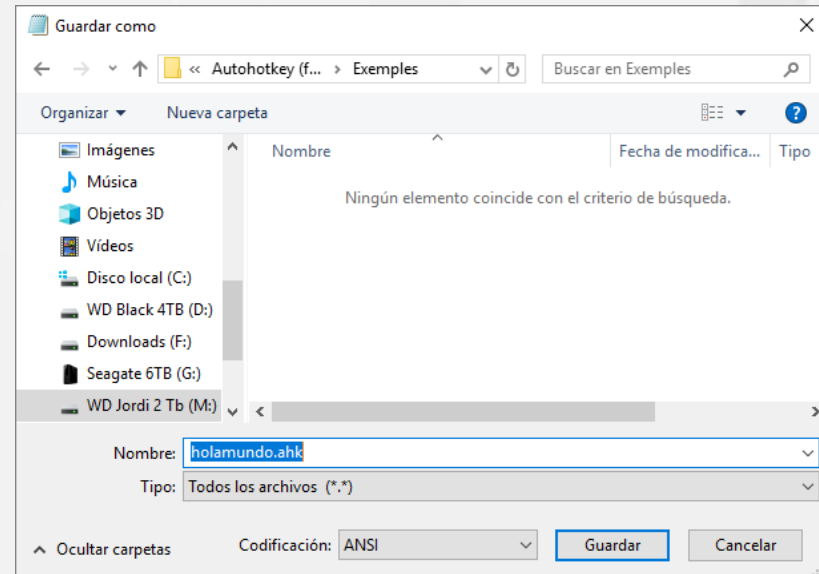 Guardar como
« Autohotkey (f... > Exemples
Buscar en Exemples
Organizar
Nueva carpeta
Imágenes
Música
Objetos 3D
Vídeos
Disco local (C:)
WD Black 4TB (D:)
Downloads (F:)
Seagate 6TB (G:)
WD Jordi 2 Tb (M:)
Nombre Fecha de modifica... Tipo
Ningún elemento coincide con el criterio de búsqueda.
Nombre: holamundo.ahk
Tipo: Todos los archivos (*.*)
Ocultar carpetas Codificación: ANSI Guardar Cancelar